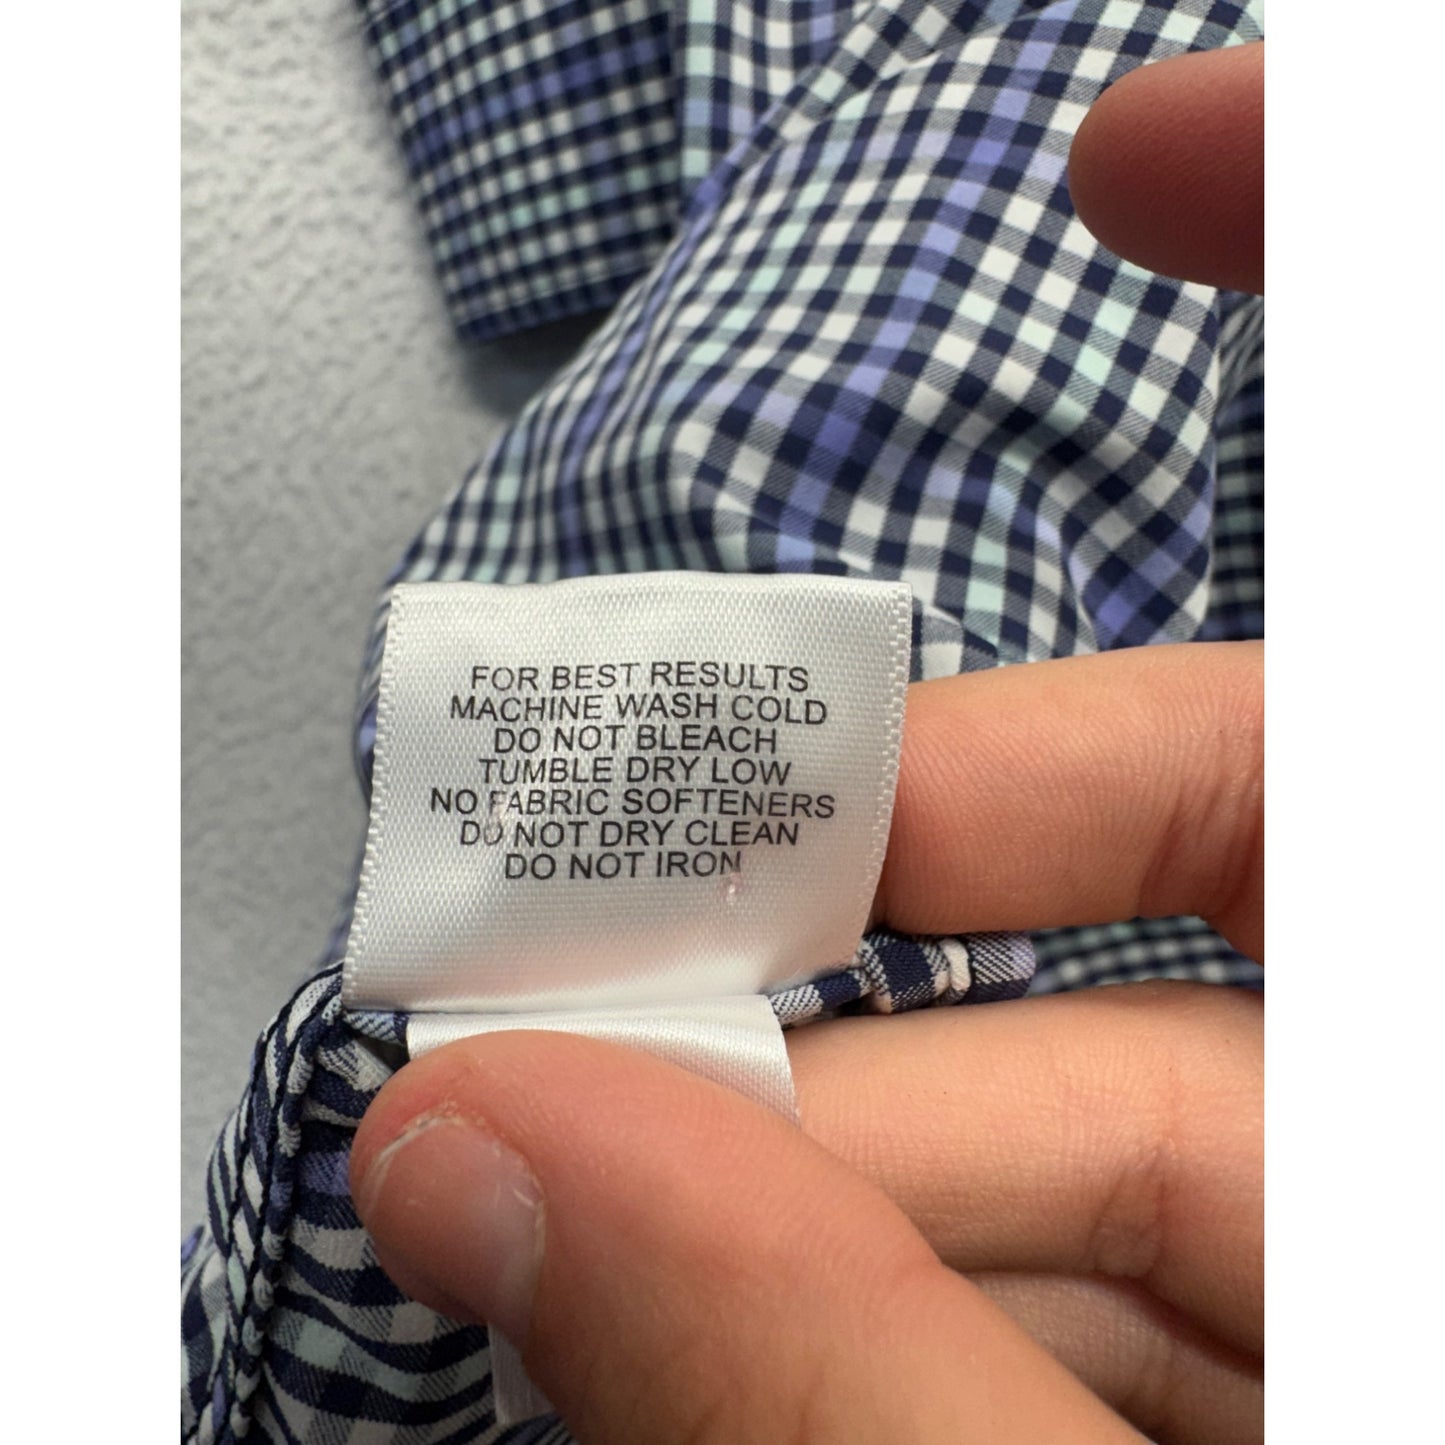 FOR BEST RESULTS
MACHINE WASH COLD
DO NOT BLEACH
TUMBLE DRY LOW
NO FABRIC SOFTENERS
DO NOT DRY CLEAN
DO NOT IRON